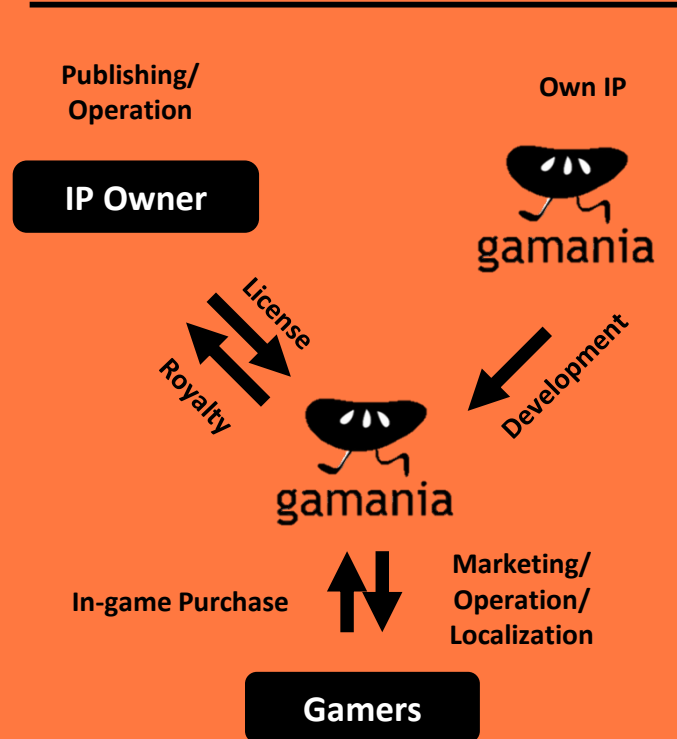 Publishing/
Operation
Own IP
IP Owner
gamania
License
Royalty
Development
gamania
In-game Purchase
Marketing/
Operation/
Localization
Gamers